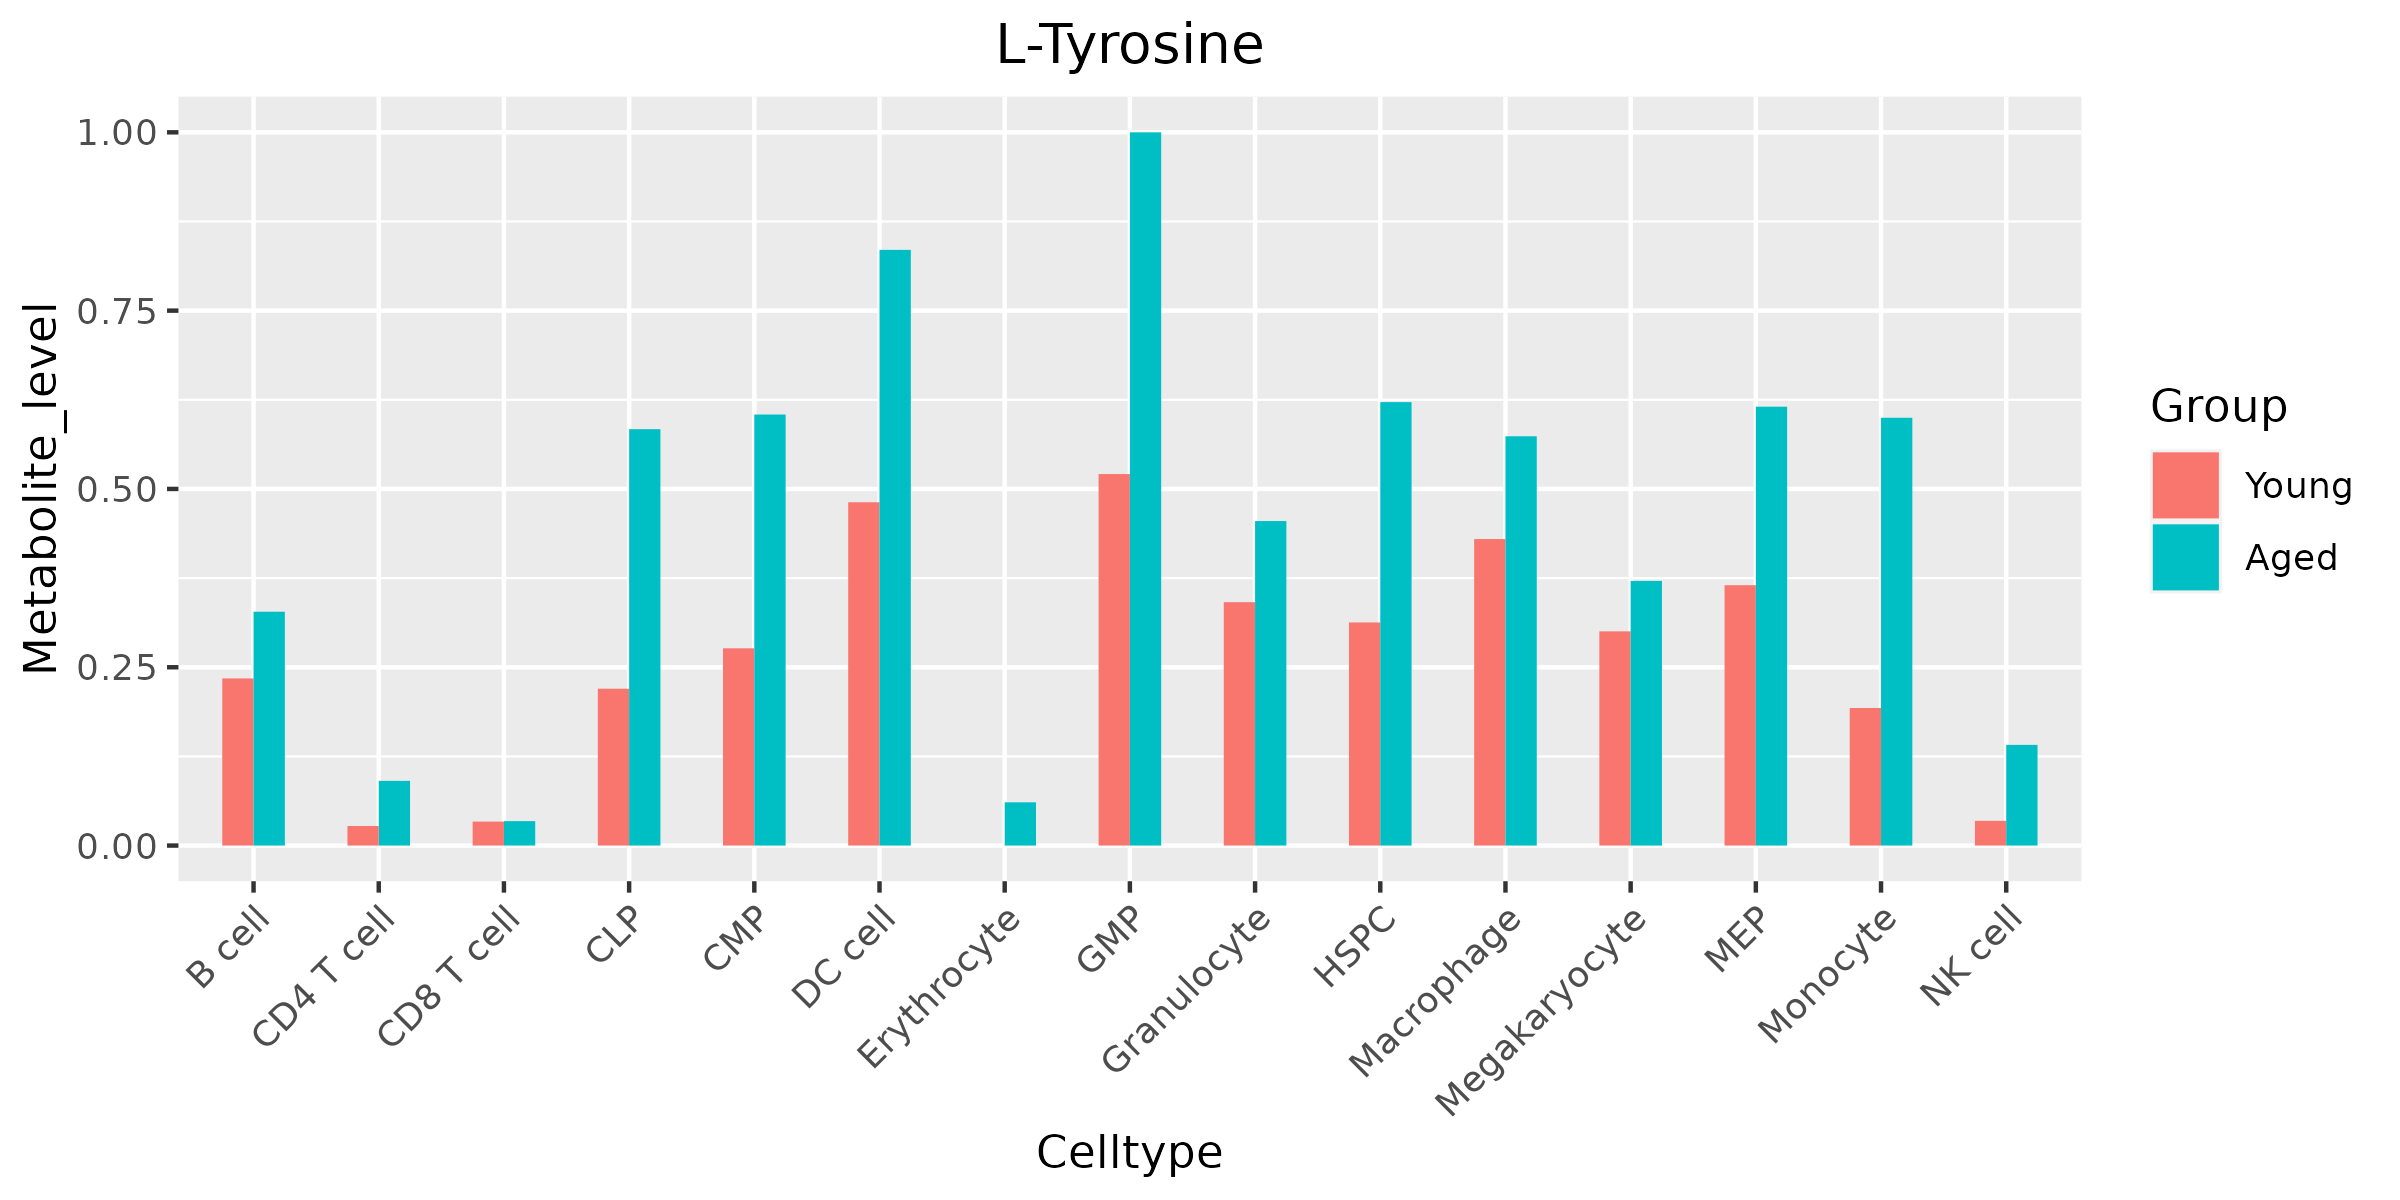 L-Tyrosine
Metabolite_level
1.00
0.75
0.50
0.25
0.00
B cell
CD4 T cell
CD8 T cell
CLP
CMP
DC cell
Erythrocyte
GMP
Granulocyte
HSPC
Macrophage
Megakaryocyte
MEP
Monocyte
NK cell
Celltype
Group
Young
Aged